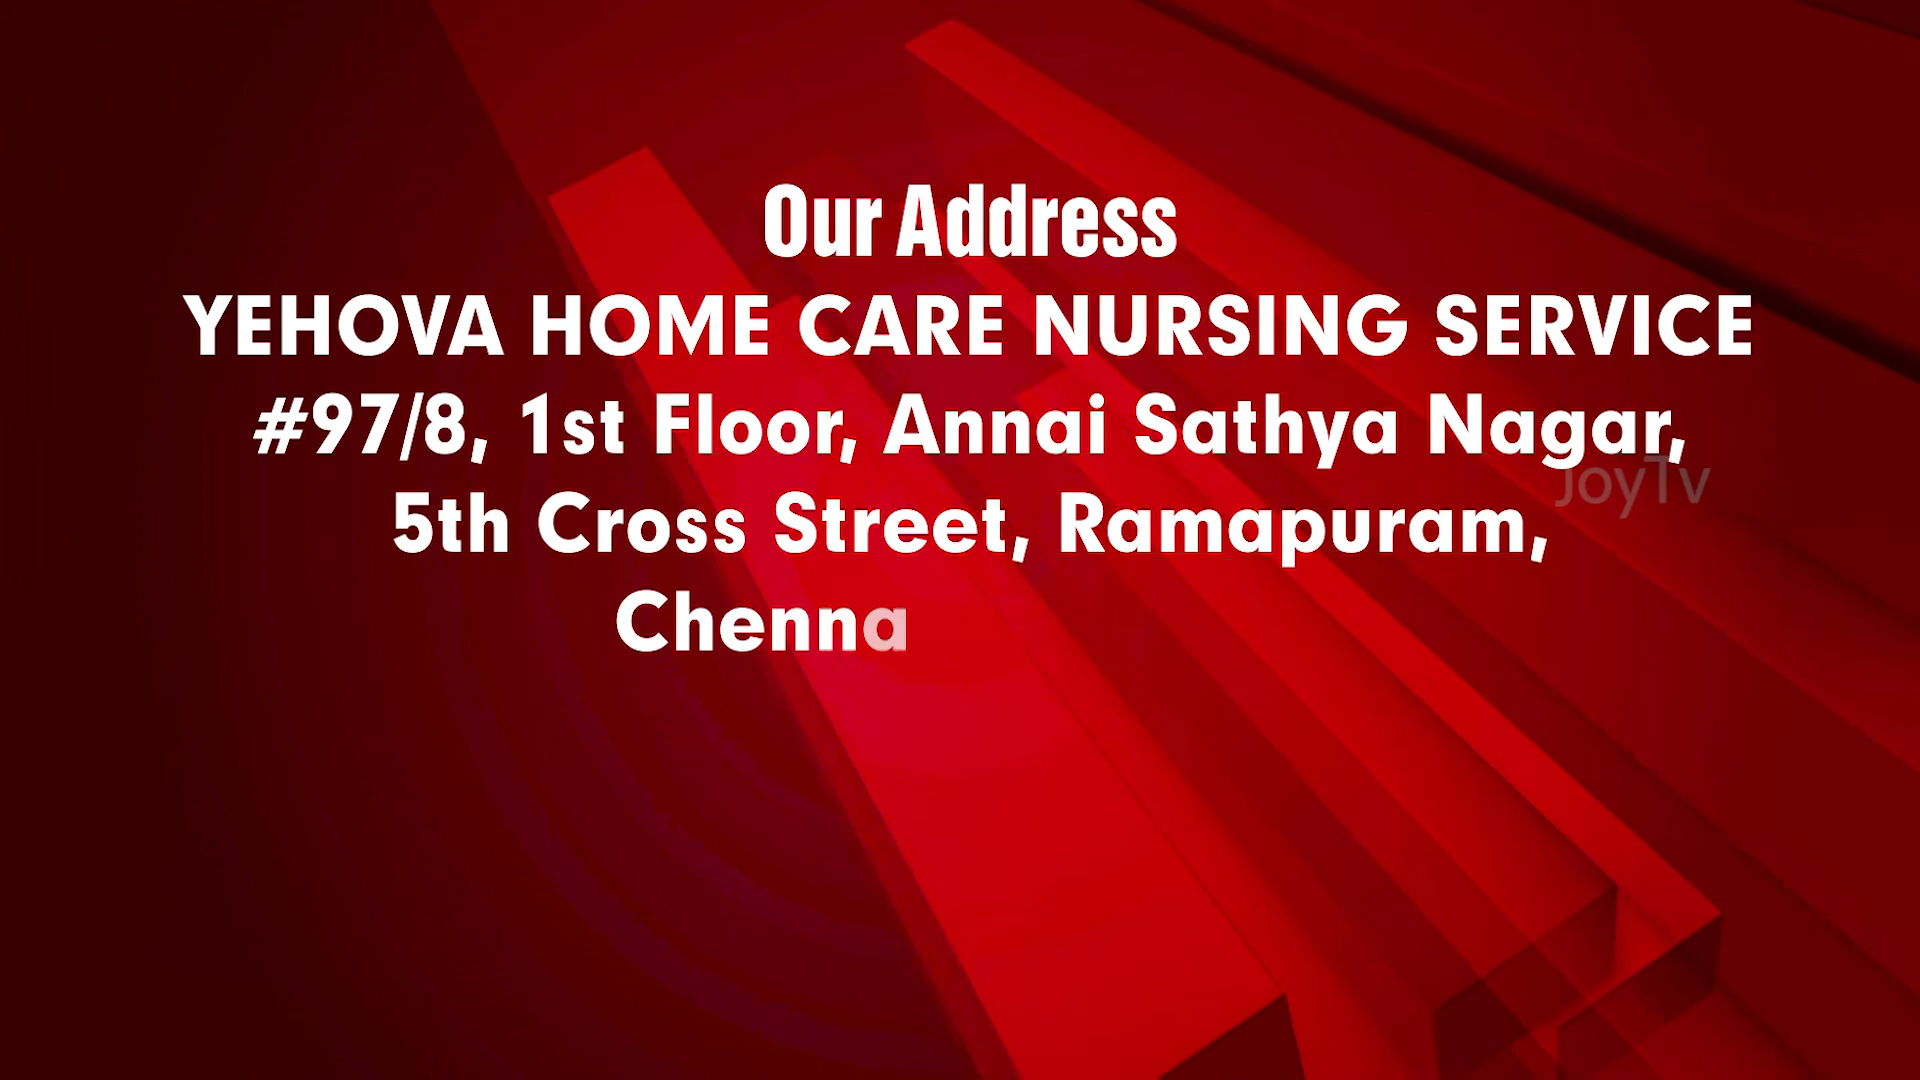 Our Address
YEHOVA HOME CARE NURSING SERVICE
#97/8, 1st Floor, Annai Sathya Nagar,
JoyTv
5th Cross Street, Ramapuram,
Chenna